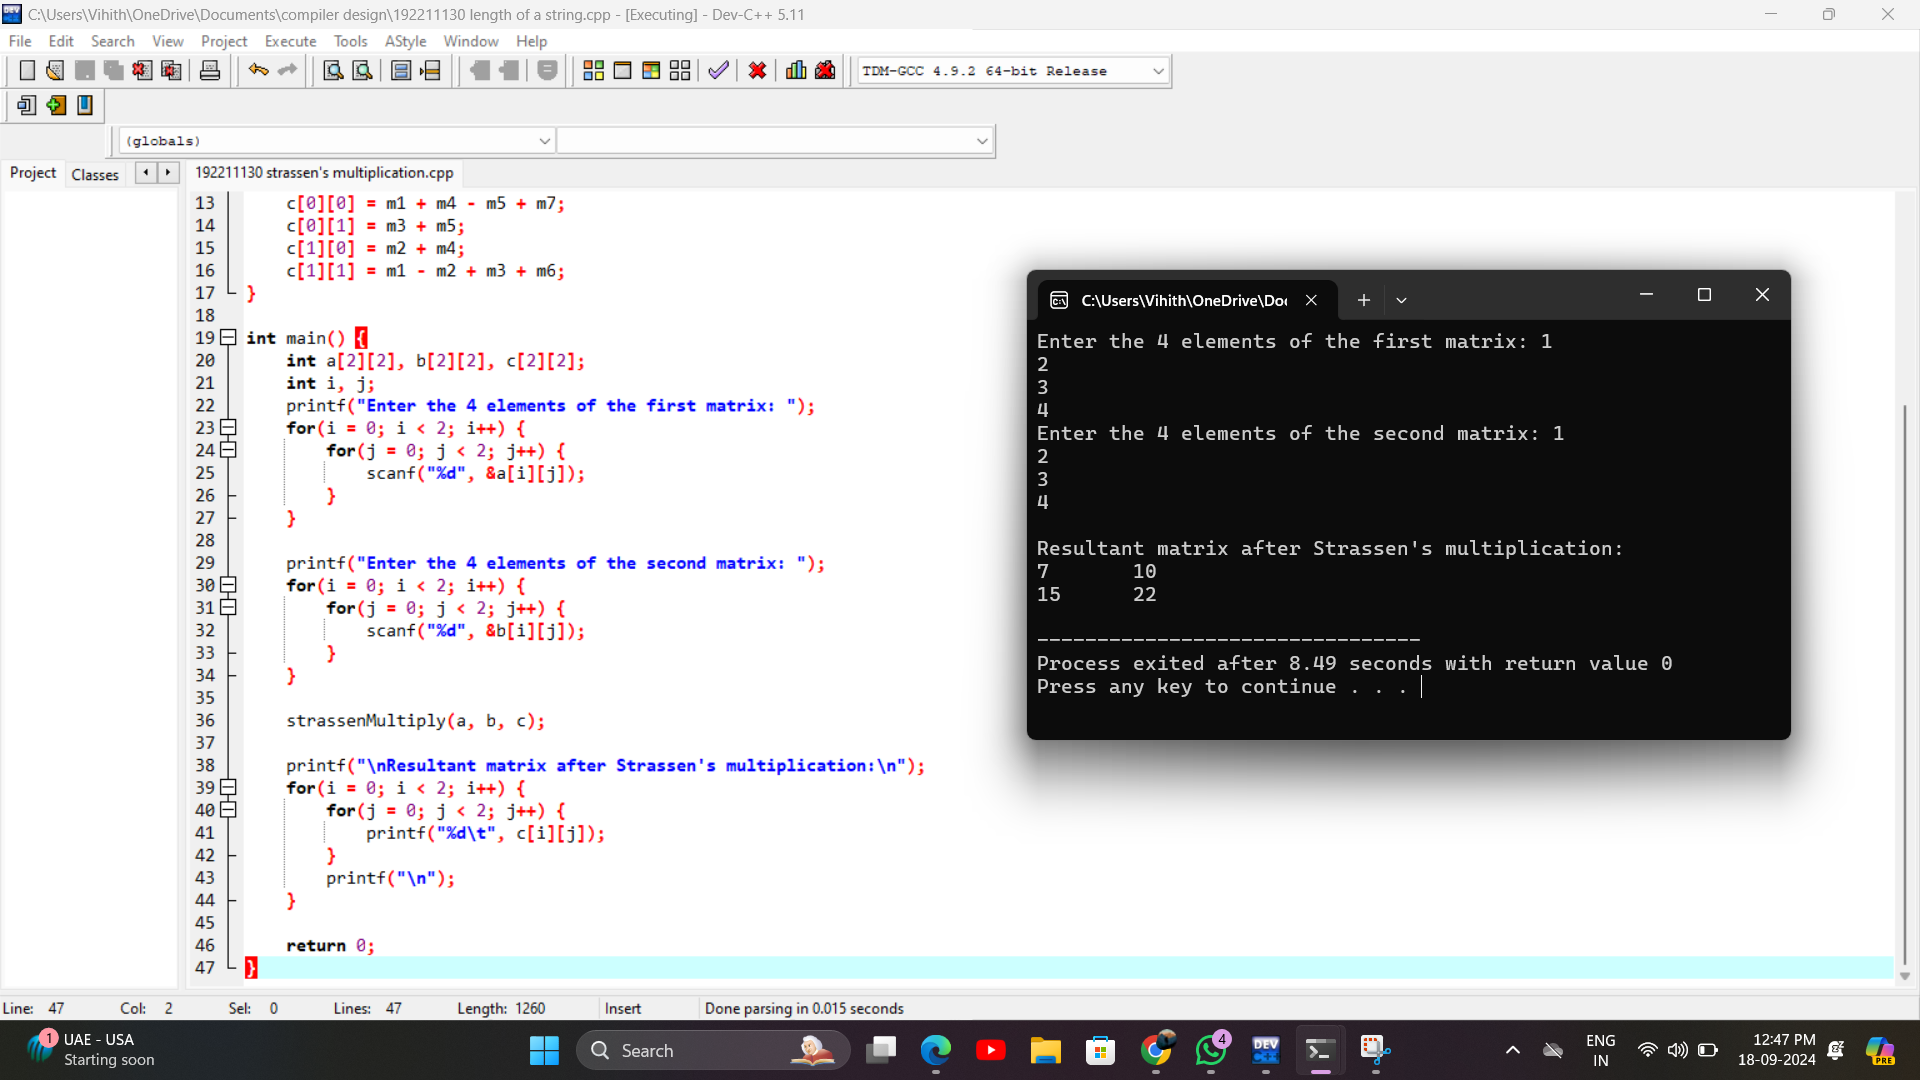 C:\Users\Vihith\OneDrive\Documents\compiler design\192211130 length of a string.cpp - [Executing] - Dev-C++ 5.11
File Edit Search View Project Execute Tools AStyle Window Help
TDM-GCC 4.9.2 64-bit Release
(globals)
Project Classes
192211130 strassen's multiplication.cpp
13 c[0][0] = m1 + m4 - m5 + m7;
14 c[0][1] = m3 + m5;
15 c[1][0] = m2 + m4;
16 c[1][1] = m1 - m2 + m3 + m6;
17 }
18
19 int main() {
20 int a[2][2], b[2][2], c[2][2];
21 int i, j;
22 printf("Enter the 4 elements of the first matrix: ");
23 for(i = 0; i < 2; i++) {
24 for(j = 0; j < 2; j++) {
25 scanf("%d", &a[i][j]);
26 }
27 }
28
29 printf("Enter the 4 elements of the second matrix: ");
30 for(i = 0; i < 2; i++) {
31 for(j = 0; j < 2; j++) {
32 scanf("%d", &b[i][j]);
33 }
34 }
35
36 strassenMultiply(a, b, c);
37
38 printf("\nResultant matrix after Strassen's multiplication:\n");
39 for(i = 0; i < 2; i++) {
40 for(j = 0; j < 2; j++) {
41 printf("%d\t", c[i][j]);
42 }
43 printf("\n");
44 }
45
46 return 0;
47 }
C:\Users\Vihith\OneDrive\Doc
Enter the 4 elements of the first matrix: 1
2
3
4
Enter the 4 elements of the second matrix: 1
2
3
4
Resultant matrix after Strassen's multiplication:
7 10
15 22
--------------------------------
Process exited after 8.49 seconds with return value 0
Press any key to continue . . .
Line: 47 Col: 2 Sel: 0 Lines: 47 Length: 1260 Insert Done parsing in 0.015 seconds
1
UAE - USA
Starting soon
Search
4
DEV
C++
PRE
ENG
IN
12:47 PM
18-09-2024